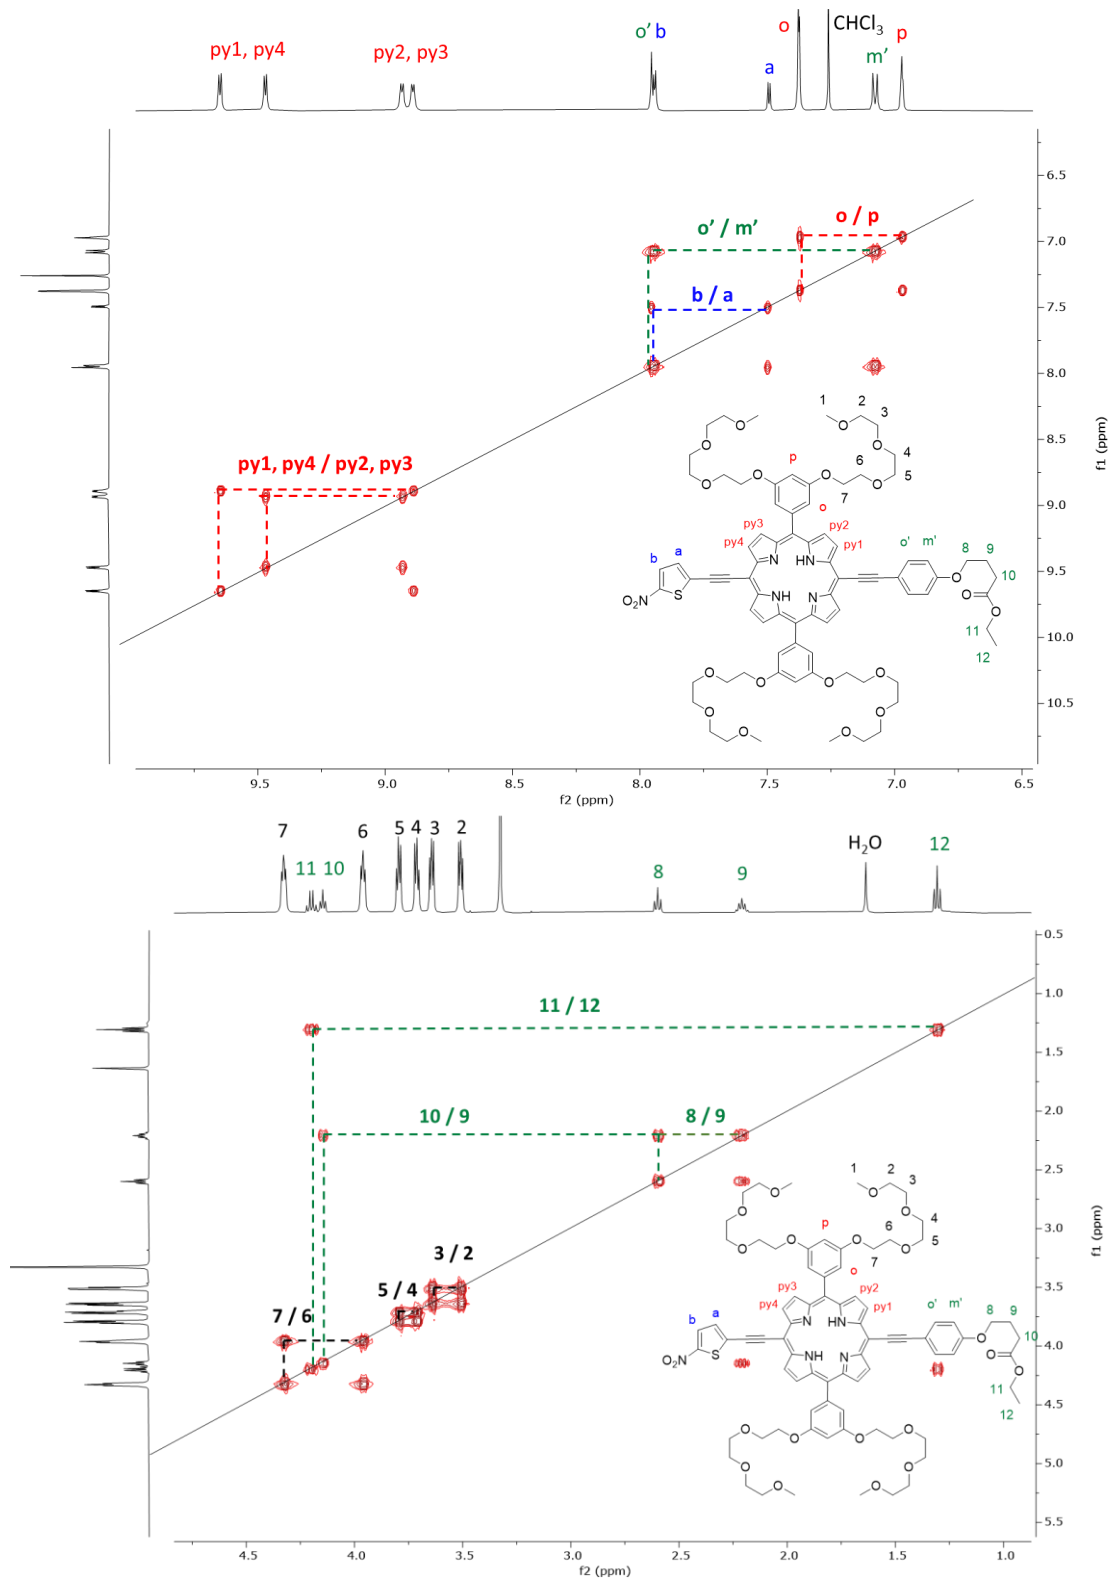 py1, py4
py2, py3
o' b
a
o
CHCl3
m'
p
6.5
7.0
7.5
8.0
8.5
9.0
9.5
10.0
10.5
f1 (ppm)
o' / m'
o / p
b / a
py1, py4 / py2, py3
1 2 3 4 5 6 7
O O O O O O O O
p
o
py3 py2
py4 py1
b a
N HN
NH N
O2N S
o' m'
8 9 10
O O O
11
12
O O O O O O O O
9.5 9.0 8.5 8.0 7.5 7.0 6.5
f2 (ppm)
7
11
10
6
5 4 3 2
8
9
H2O
12
0.5
1.0
1.5
2.0
2.5
3.0
3.5
4.0
4.5
5.0
5.5
f1 (ppm)
11 / 12
10 / 9
8 / 9
3 / 2
5 / 4
7 / 6
1 2 3 4 5 6 7
O O O O O O O O
p
o
py3 py2
py4 py1
b a
N HN
NH N
O2N S
o' m'
8 9 10
O O O
11
12
O O O O O O O O
4.5 4.0 3.5 3.0 2.5 2.0 1.5 1.0
f2 (ppm)